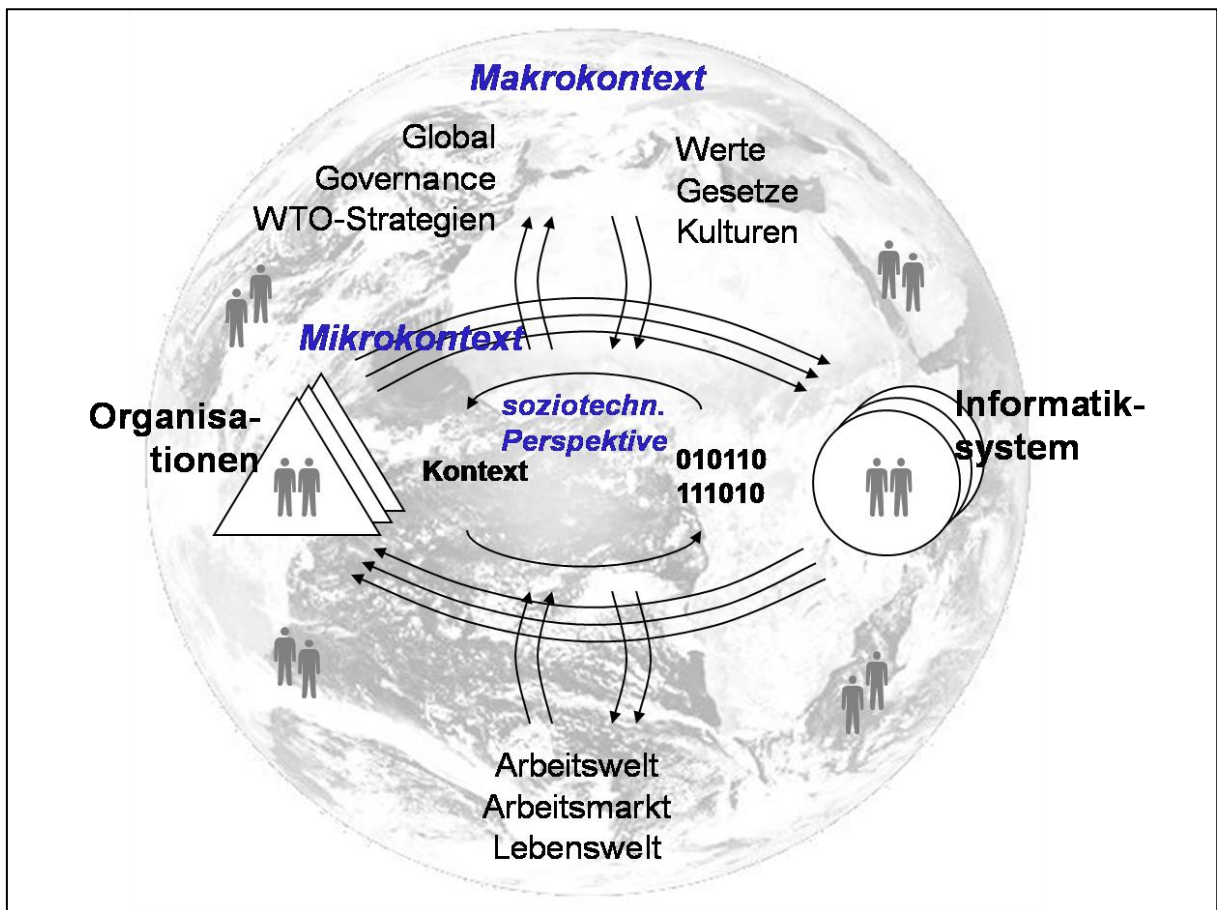 Makrokontext
Global
Governance
WTO-Strategien
Werte
Gesetze
Kulturen
Mikrokontext
Organisa-
tionen
soziotechn.
Perspektive
Kontext
010110
111010
Informatik-
system
Arbeitswelt
Arbeitsmarkt
Lebenswelt